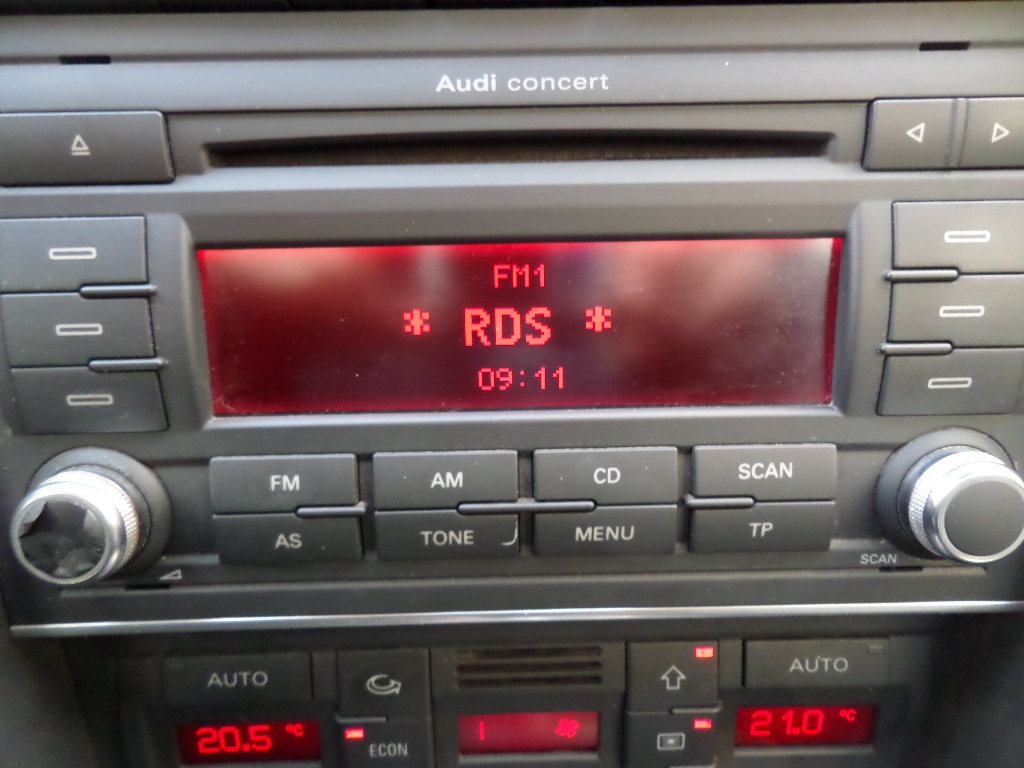 Audi concert
FM1
* RDS *
09:11
FM AM CD SCAN
AS TONE MENU TP
SCAN
AUTO AUTO
20.5 °C 1 21.0 °C
ECON